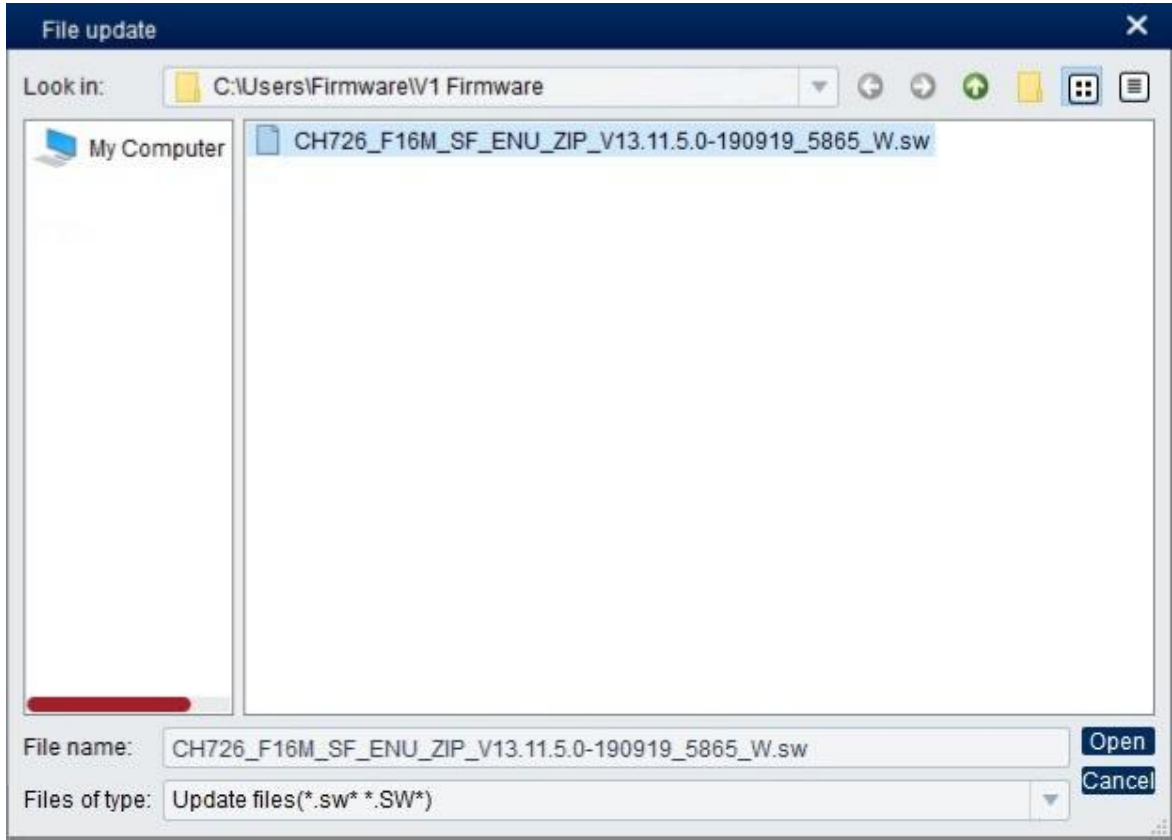 File update
Look in: C:\Users\Firmware\V1 Firmware
My Computer
CH726_F16M_SF_ENU_ZIP_V13.11.5.0-190919_5865_W.sw
File name: CH726_F16M_SF_ENU_ZIP_V13.11.5.0-190919_5865_W.sw
Open
Cancel
Files of type: Update files(*.sw* *.SW*)